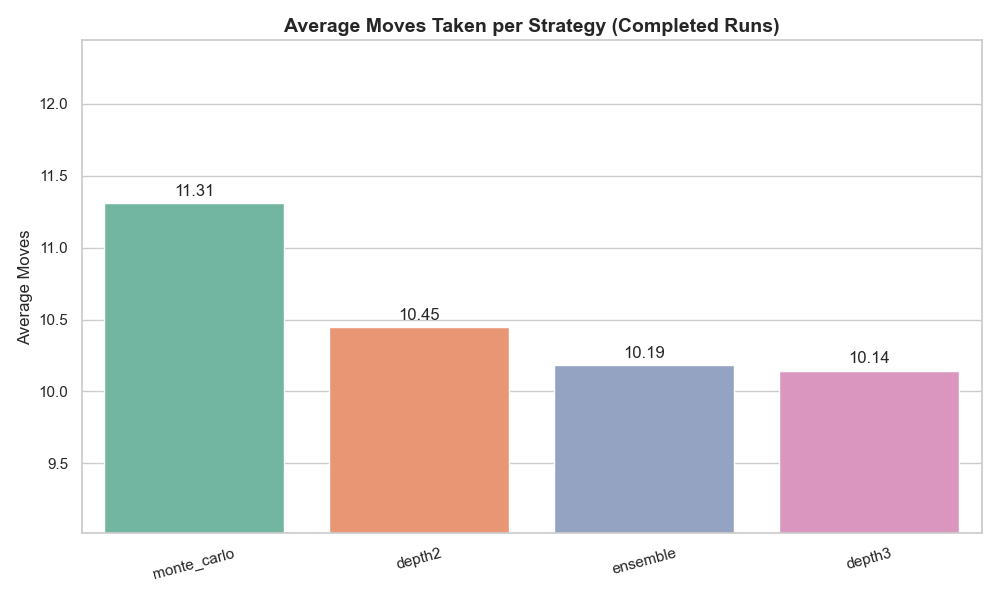 Average Moves Taken per Strategy (Completed Runs)
Average Moves
12.0
11.5
11.0
10.5
10.0
9.5
11.31
10.45
10.19
10.14
monte_carlo
depth2
ensemble
depth3